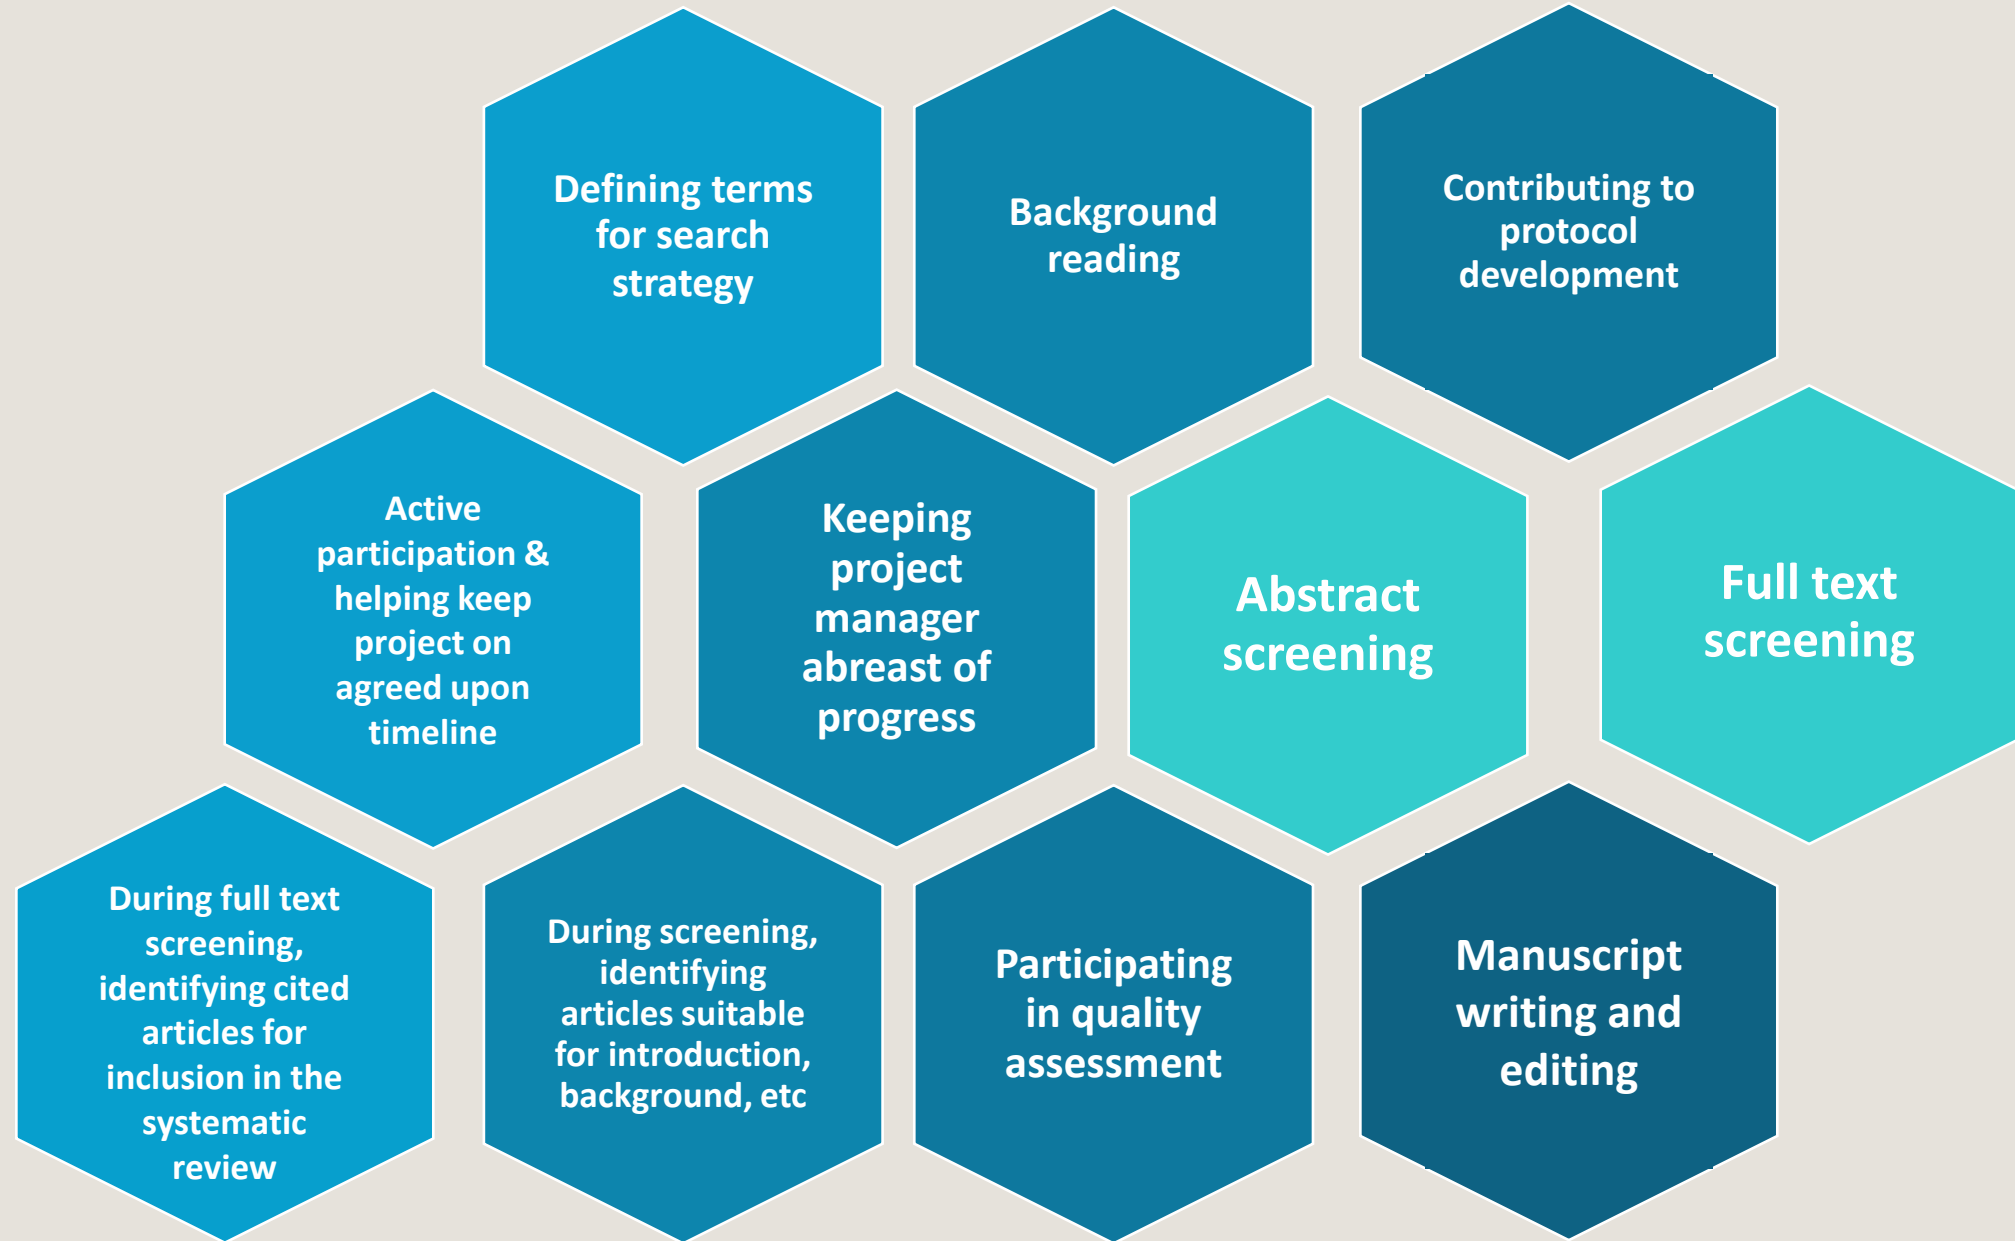 Defining terms
for search
strategy
Background
reading
Contributing to
protocol
development
Active
participation &
helping keep
project on
agreed upon
timeline
Keeping
project
manager
abreast of
progress
Abstract
screening
Full text
screening
During full text
screening,
identifying cited
articles for
inclusion in the
systematic
review
During screening,
identifying
articles suitable
for introduction,
background, etc
Participating
in quality
assessment
Manuscript
writing and
editing